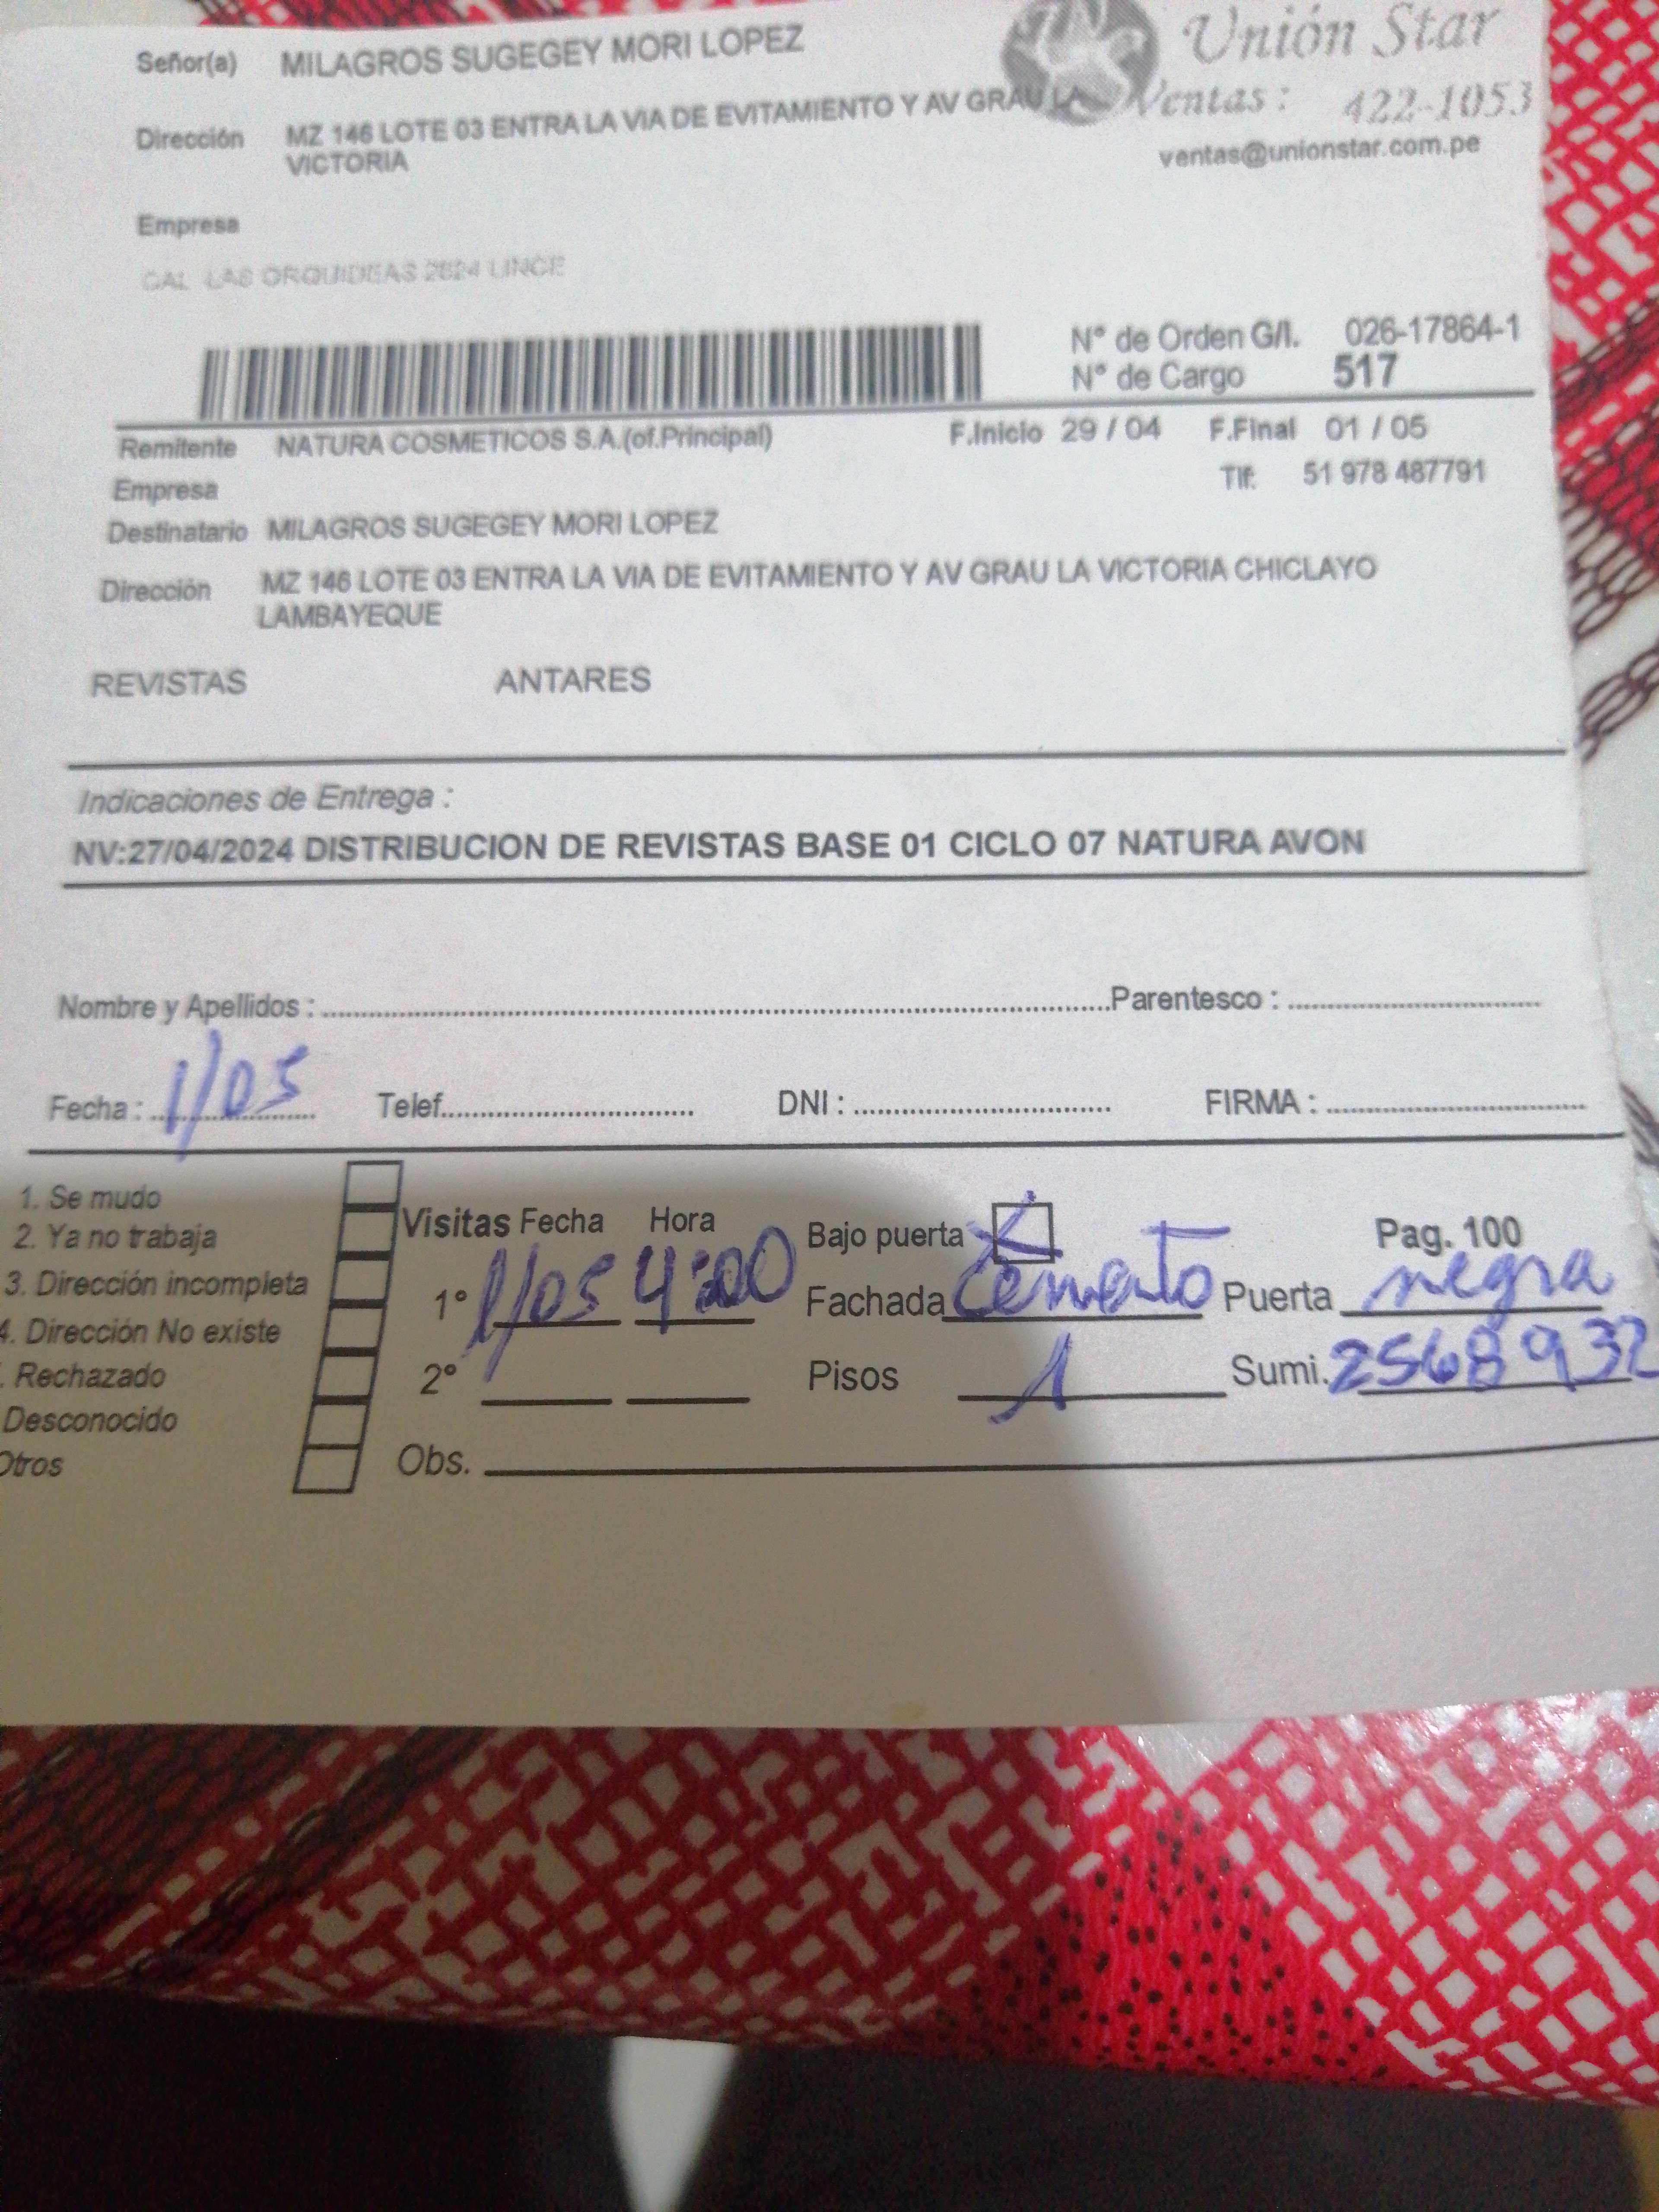 Señor(a) MILAGROS SUGEGEY MORI LOPEZ
Unión Star
Dirección MZ 146 LOTE 03 ENTRA LA VIA DE EVITAMIENTO Y AV GRAU LA
VICTORIA
Ventas: 422-1053
ventas@unionstar.com.pe
Empresa
CAL LAS ORQUIDEAS 2624 LINCE
N° de Orden G/I. 026-17864-1
N° de Cargo 517
Remitente NATURA COSMETICOS S.A.(of.Principal) F.Inicio 29 / 04 F.Final 01 / 05
Empresa Tlf. 51 978 487791
Destinatario MILAGROS SUGEGEY MORI LOPEZ
Dirección MZ 146 LOTE 03 ENTRA LA VIA DE EVITAMIENTO Y AV GRAU LA VICTORIA CHICLAYO
LAMBAYEQUE
REVISTAS ANTARES
Indicaciones de Entrega :
NV:27/04/2024 DISTRIBUCION DE REVISTAS BASE 01 CICLO 07 NATURA AVON
Nombre y Apellidos : Parentesco :
Fecha : 1/05 Telef. DNI : FIRMA :
1. Se mudo
2. Ya no trabaja
3. Dirección incompleta
4. Dirección No existe
. Rechazado
Desconocido
Otros
Visitas Fecha Hora Bajo puerta X Pag. 100
1° 1/05 4:00 Fachada Cemento Puerta negra
2° Pisos 1 Sumi. 2568932
Obs.